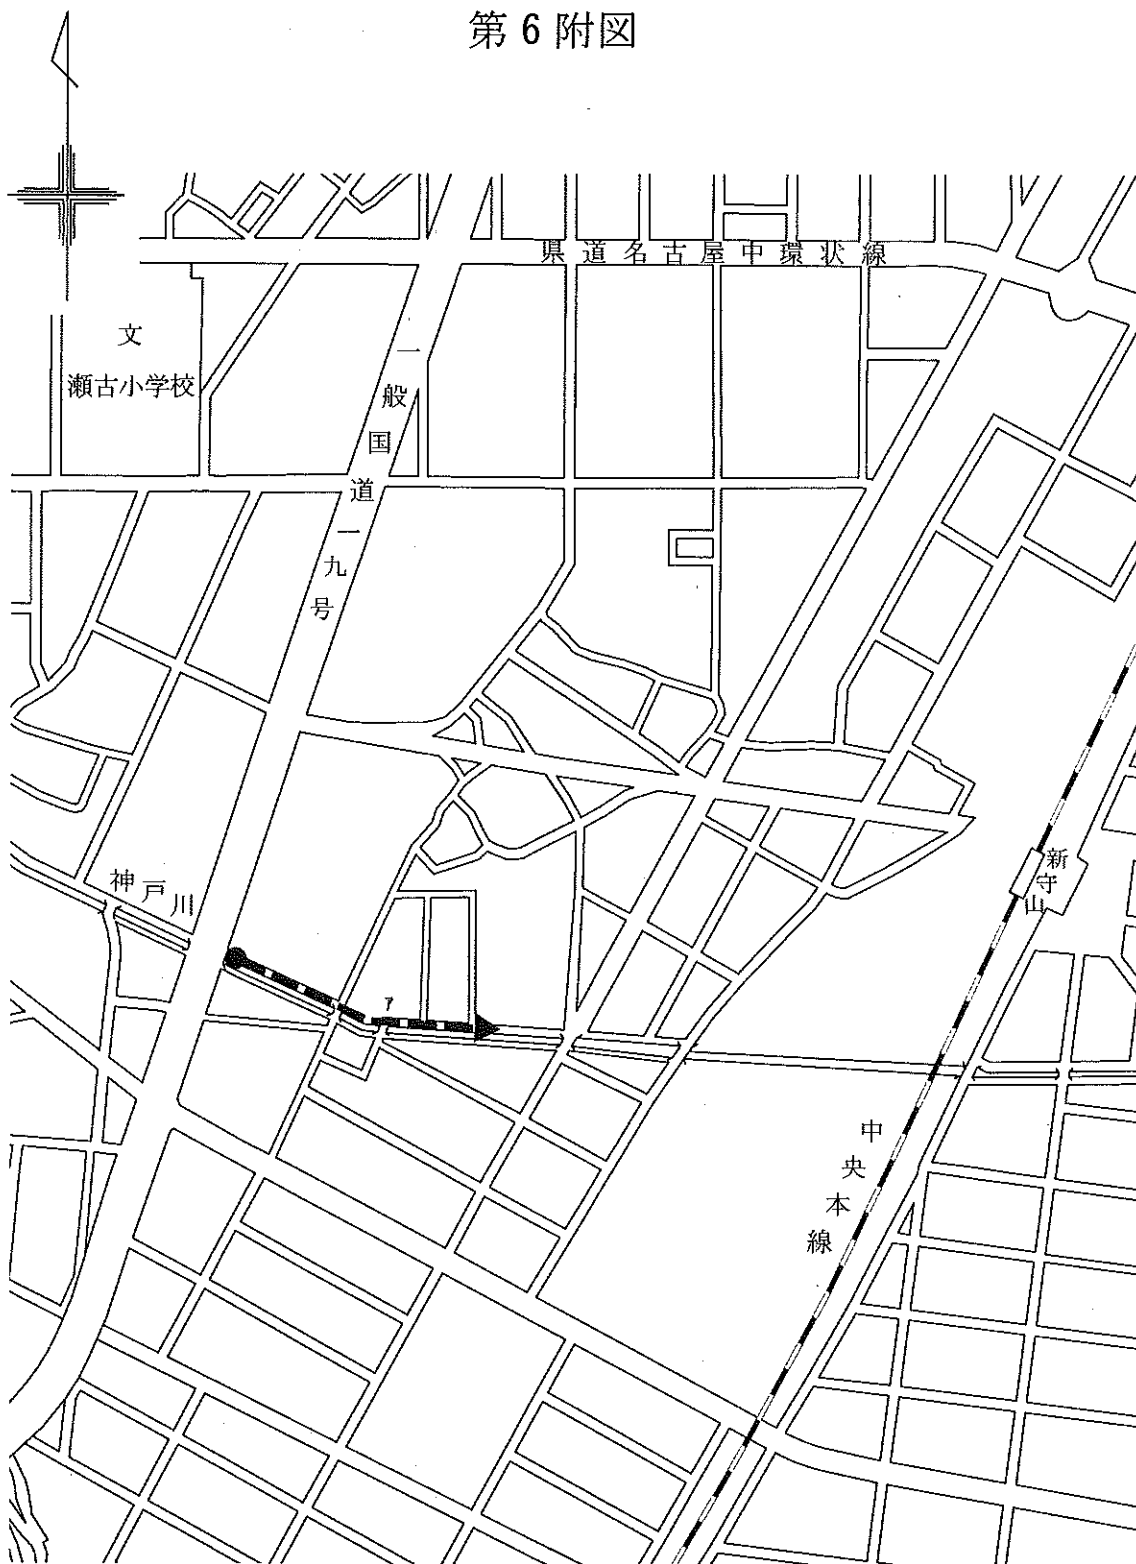 第6附図
県道名古屋中環状線
文
瀬古小学校
一般国道一九号
神戸川
新守山
7
中央本線